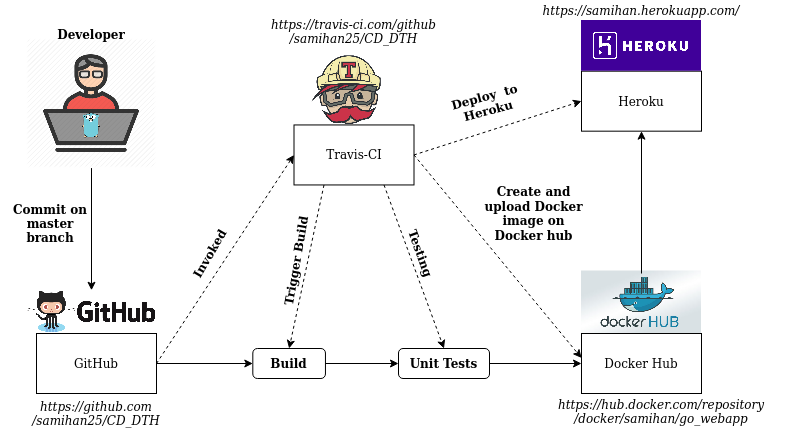 https://samihan.herokuapp.com/
https://travis-ci.com/github
/samihan25/CD_DTH
Developer
HEROKU
T
Heroku
Deploy to
Heroku
Travis-CI
Commit on
master
branch
Create and
upload Docker
image on
Docker hub
Invoked
Trigger Build
Testing
GitHub
docker HUB
GitHub
Build
Unit Tests
Docker Hub
https://github.com
/samihan25/CD_DTH
https://hub.docker.com/repository
/docker/samihan/go_webapp